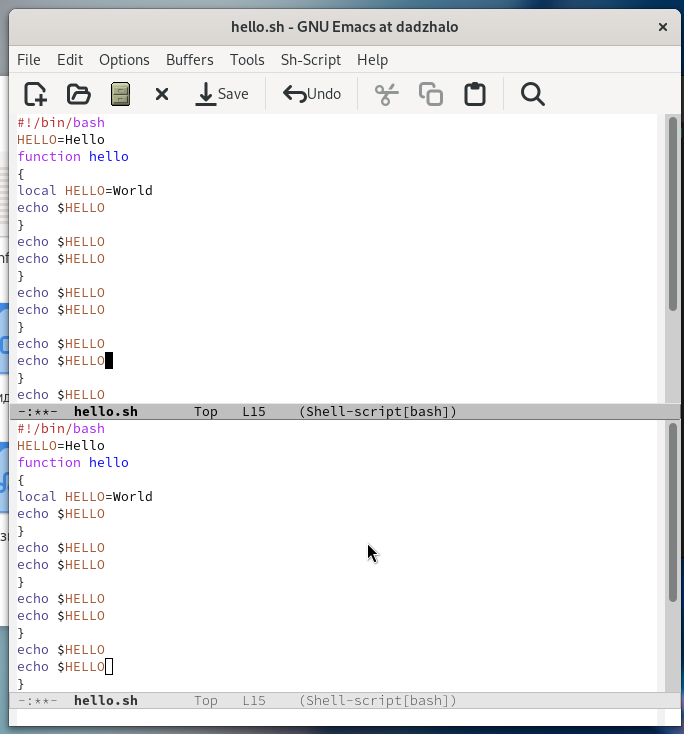 hello.sh - GNU Emacs at dadzhalo
File Edit Options Buffers Tools Sh-Script Help
Save Undo
#!/bin/bash
HELLO=Hello
function hello
{
local HELLO=World
echo $HELLO
}
echo $HELLO
echo $HELLO
}
echo $HELLO
echo $HELLO
}
echo $HELLO
echo $HELLO
}
echo $HELLO
-:**- hello.sh Top L15 (Shell-script[bash])
#!/bin/bash
HELLO=Hello
function hello
{
local HELLO=World
echo $HELLO
}
echo $HELLO
echo $HELLO
}
echo $HELLO
echo $HELLO
}
echo $HELLO
echo $HELLO
}
-:**- hello.sh Top L15 (Shell-script[bash])